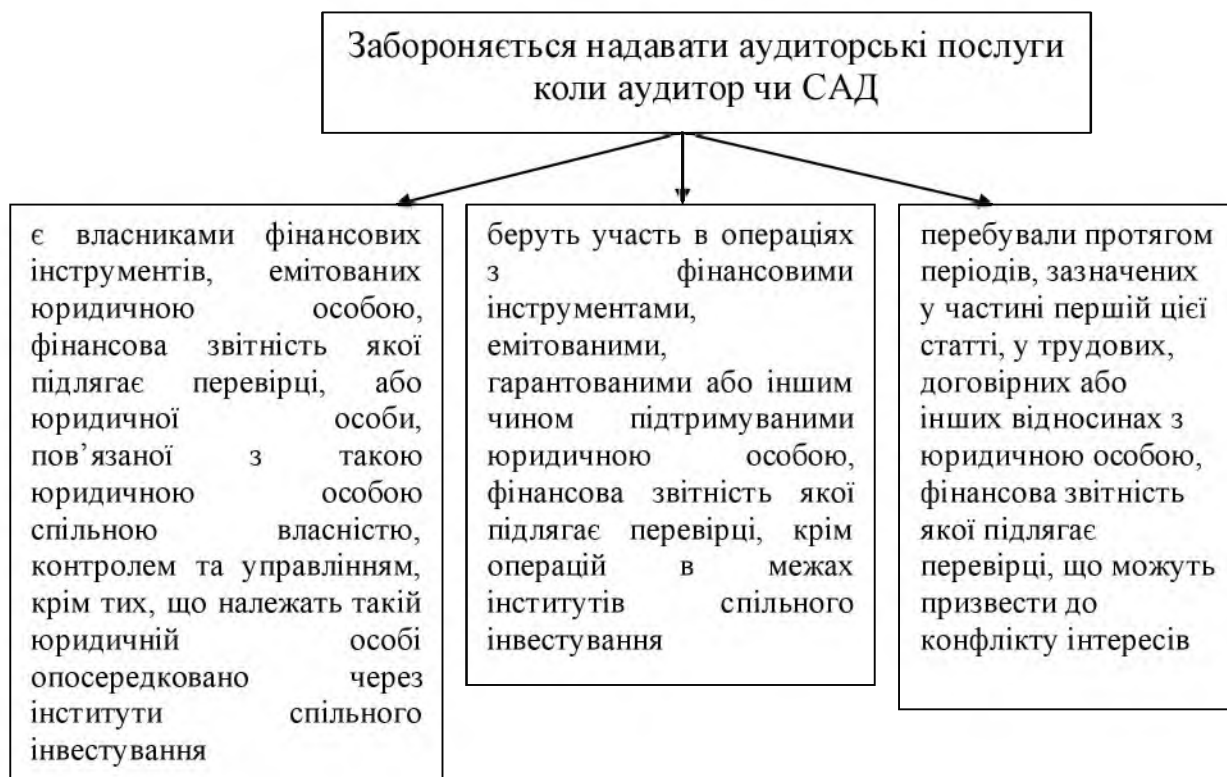 Забороняється надавати аудиторські послуги
коли аудитор чи САД
є власниками фінансових
інструментів, емітованих
юридичною особою,
фінансова звітність якої
підлягає перевірці, або
юридичної особи,
пов’язаної з такою
юридичною особою
спільною власністю,
контролем та управлінням,
крім тих, що належать такій
юридичній особі
опосередковано через
інститути спільного
інвестування
беруть участь в операціях
з фінансовими
інструментами,
емітованими,
гарантованими або іншим
чином підтримуваними
юридичною особою,
фінансова звітність якої
підлягає перевірці, крім
операцій в межах
інститутів спільного
інвестування
перебували протягом
періодів, зазначених
у частині першій цієї
статті, у трудових,
договірних або
інших відносинах з
юридичною особою,
фінансова звітність
якої підлягає
перевірці, що можуть
призвести до
конфлікту інтересів